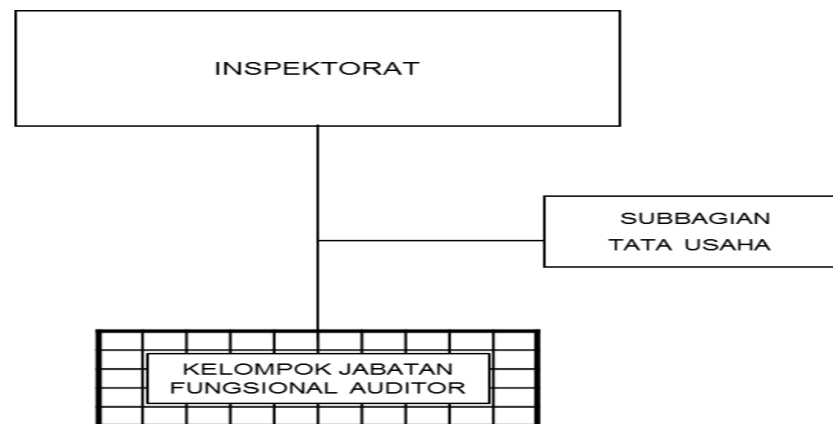 INSPEKTORAT
SUBBAGIAN
TATA USAHA
KELOMPOK JABATAN
FUNGSIONAL AUDITOR